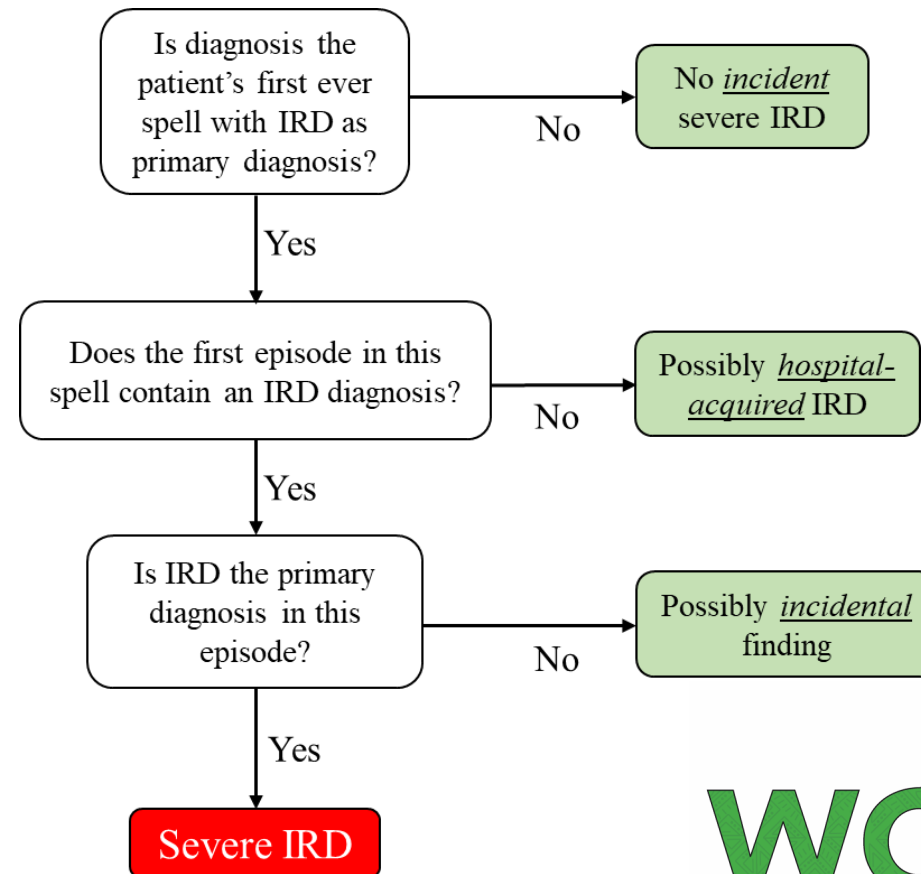 Is diagnosis the
patient's first ever
spell with IRD as
primary diagnosis?
No
No incident
severe IRD
Yes
Does the first episode in this
spell contain an IRD diagnosis?
No
Possibly hospital-
acquired IRD
Yes
Is IRD the primary
diagnosis in this
episode?
No
Possibly incidental
finding
Yes
Severe IRD